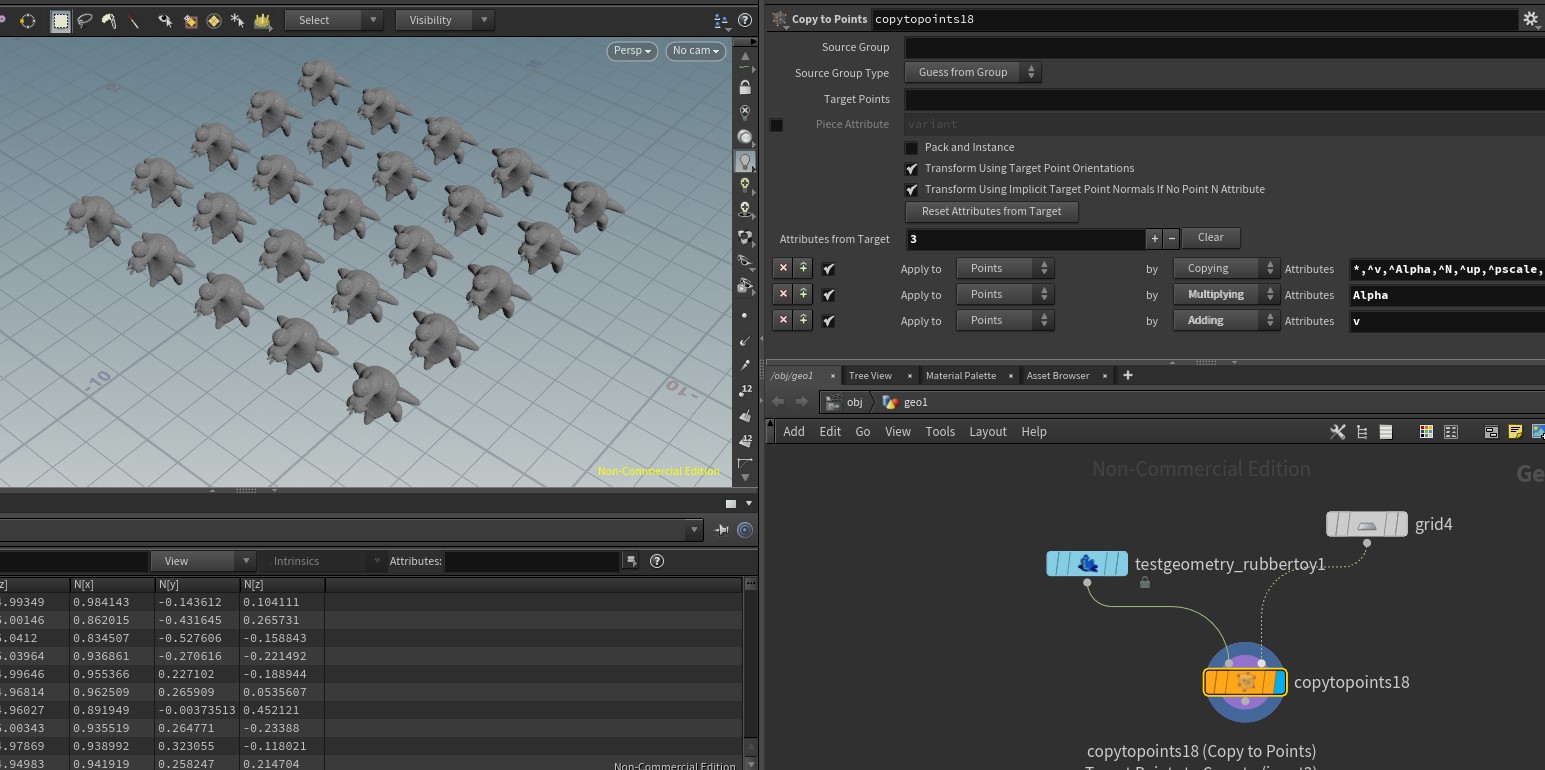 Select Visibility
Persp No cam
-10 -10
12
12
Non-Commercial Edition
View Intrinsics Attributes:
z] N[x] N[y] N[z]
.99349 0.984143 -0.143612 0.104111
.00146 0.862015 -0.431645 0.265731
.0412 0.834507 -0.527606 -0.158843
.03964 0.936861 -0.270616 -0.221492
.99646 0.955366 0.227102 -0.188944
.96814 0.962509 0.265909 0.0535607
.96027 0.891949 -0.00373513 0.452121
.00343 0.935519 0.264771 -0.23388
.97869 0.938992 0.323055 -0.118021
.94983 0.941919 0.258247 0.214704
Non-Commercial Edition
Copy to Points copytopoints18
Source Group
Source Group Type Guess from Group
Target Points
Piece Attribute variant
Pack and Instance
Transform Using Target Point Orientations
Transform Using Implicit Target Point Normals If No Point N Attribute
Reset Attributes from Target
Attributes from Target 3 + − Clear
Apply to Points by Copying Attributes *,^v,^Alpha,^N,^up,^pscale,
Apply to Points by Multiplying Attributes Alpha
Apply to Points by Adding Attributes v
/obj/geo1 × Tree View × Material Palette × Asset Browser × +
obj geo1
Add Edit Go View Tools Layout Help
Non-Commercial Edition Ge
grid4
testgeometry_rubbertoy1
copytopoints18
copytopoints18 (Copy to Points)